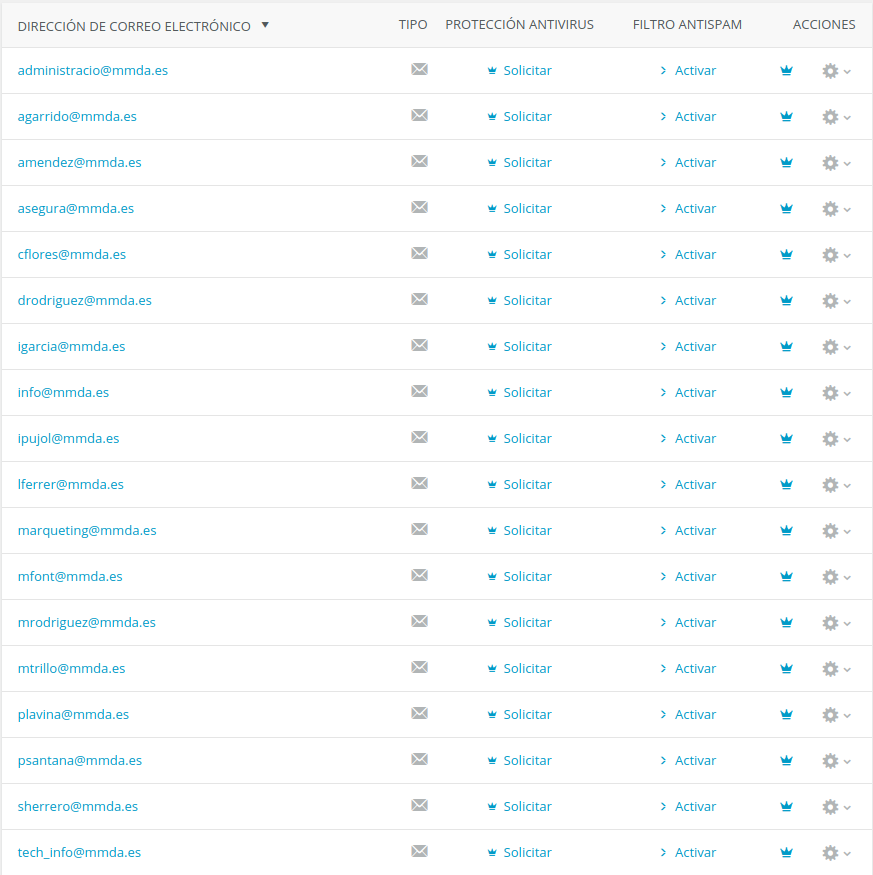 DIRECCIÓN DE CORREO ELECTRÓNICO TIPO PROTECCIÓN ANTIVIRUS FILTRO ANTISPAM ACCIONES
administracio@mmda.es Solicitar Activar
agarrido@mmda.es Solicitar Activar
amendez@mmda.es Solicitar Activar
asegura@mmda.es Solicitar Activar
cflores@mmda.es Solicitar Activar
drodriguez@mmda.es Solicitar Activar
igarcia@mmda.es Solicitar Activar
info@mmda.es Solicitar Activar
ipujol@mmda.es Solicitar Activar
lferrer@mmda.es Solicitar Activar
marqueting@mmda.es Solicitar Activar
mfont@mmda.es Solicitar Activar
mrodriguez@mmda.es Solicitar Activar
mtrillo@mmda.es Solicitar Activar
plavina@mmda.es Solicitar Activar
psantana@mmda.es Solicitar Activar
sherrero@mmda.es Solicitar Activar
tech_info@mmda.es Solicitar Activar